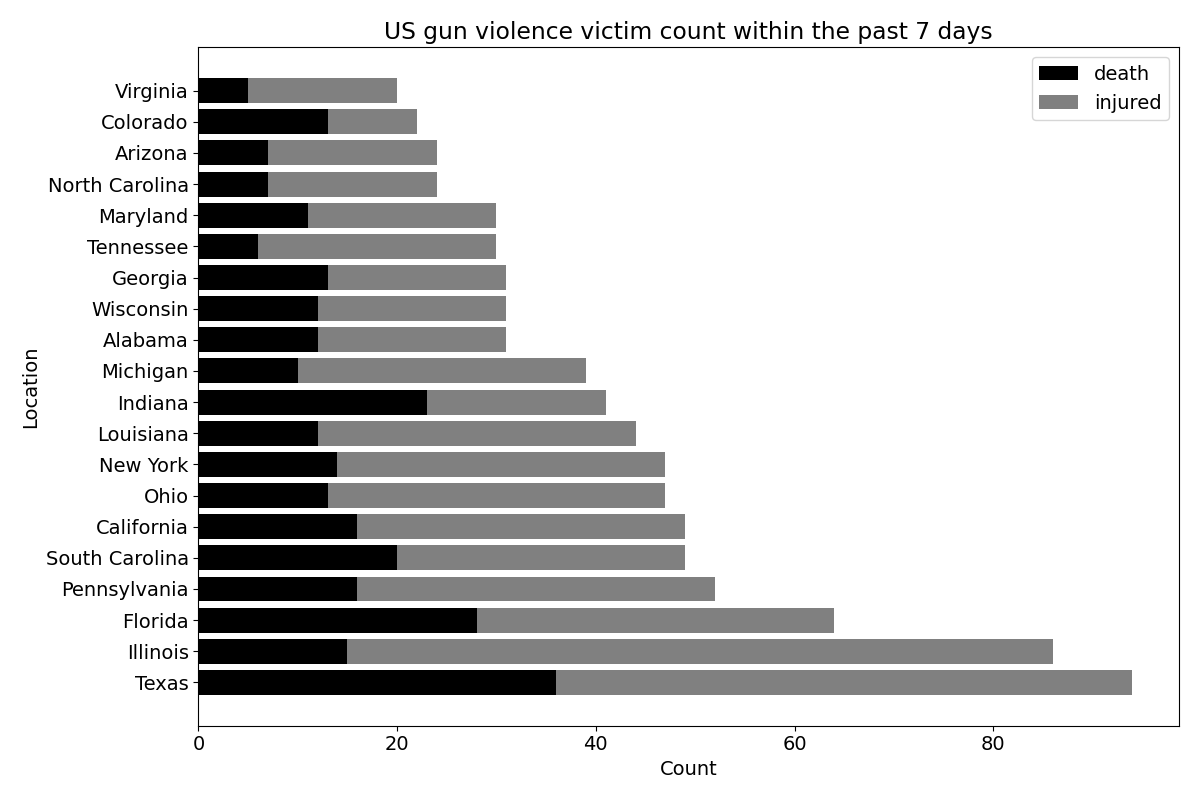 US gun violence victim count within the past 7 days
death
injured
Virginia
Colorado
Arizona
North Carolina
Maryland
Tennessee
Georgia
Wisconsin
Alabama
Michigan
Indiana
Louisiana
New York
Ohio
California
South Carolina
Pennsylvania
Florida
Illinois
Texas
Location
0 20 40 60 80
Count